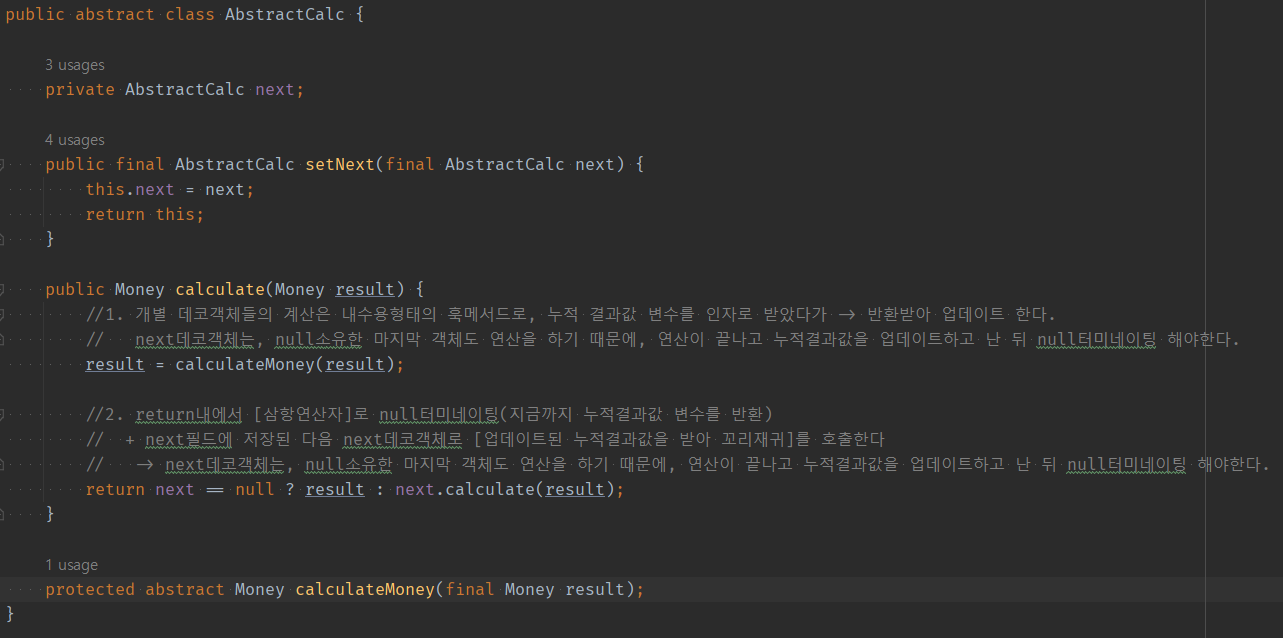 public abstract class AbstractCalc {
3 usages
private AbstractCalc next;
4 usages
public final AbstractCalc setNext(final AbstractCalc next) {
this.next = next;
return this;
}
public Money calculate(Money result) {
//1. 개별 데코객체들의 계산은 내수용형태의 훅메서드로, 누적 결과값 변수를 인자로 받았다가 -> 반환받아 업데이트 한다.
// next데코객체는, null소유한 마지막 객체도 연산을 하기 때문에, 연산이 끝나고 누적결과값을 업데이트하고 난 뒤 null터미네이팅 해야한다.
result = calculateMoney(result);
//2. return내에서 [삼항연산자]로 null터미네이팅(지금까지 누적결과값 변수를 반환)
// + next필드에 저장된 다음 next데코객체로 [업데이트된 누적결과값을 받아 꼬리재귀]를 호출한다
// -> next데코객체는, null소유한 마지막 객체도 연산을 하기 때문에, 연산이 끝나고 누적결과값을 업데이트하고 난 뒤 null터미네이팅 해야한다.
return next == null ? result : next.calculate(result);
}
1 usage
protected abstract Money calculateMoney(final Money result);
}